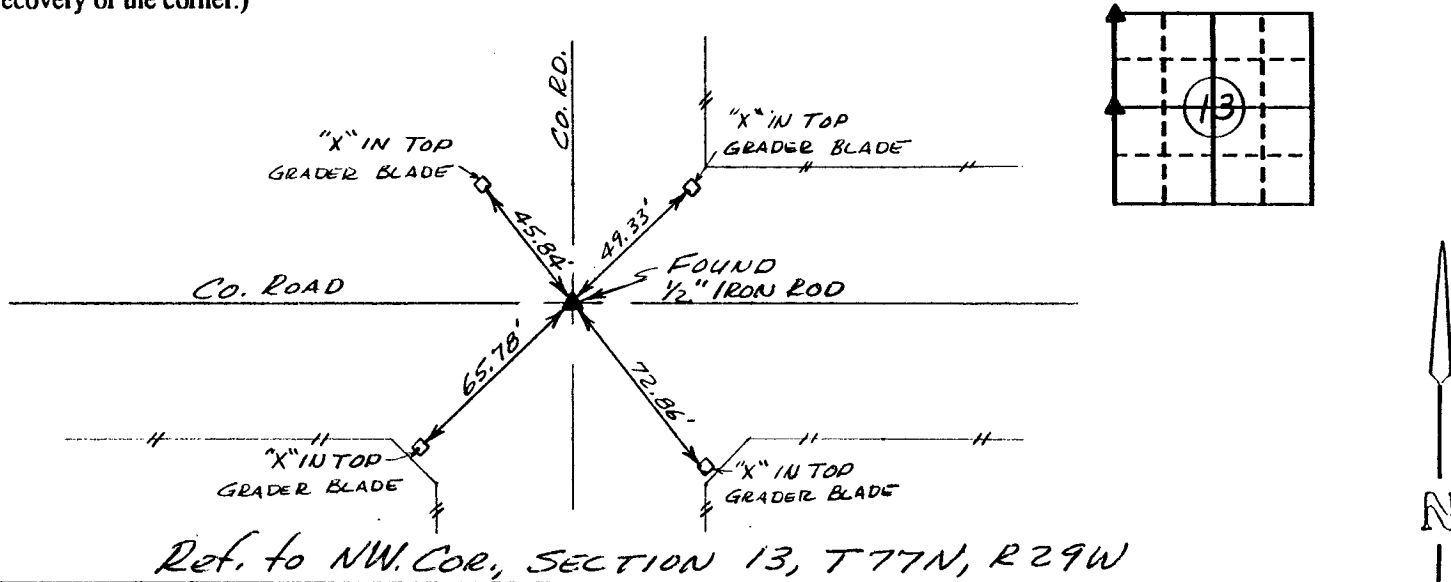 ecovery of the corner.)
CO. RD.
"X" IN TOP
GRADER BLADE
"X" IN TOP
GRADER BLADE
13
45.84'
49.33'
FOUND
1/2" IRON ROD
CO. ROAD
65.78'
72.86'
"X" IN TOP
GRADER BLADE
"X" IN TOP
GRADER BLADE
N
Ref. to NW. COR., SECTION 13, T77N, R29W